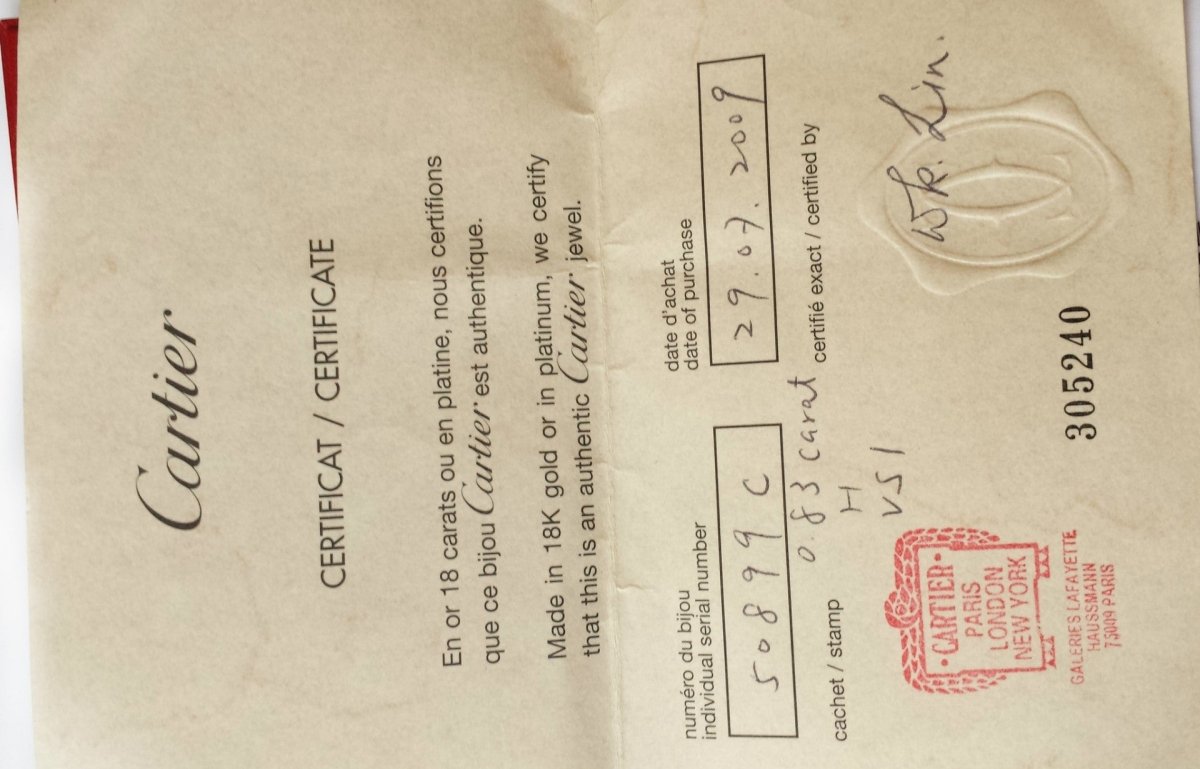 Cartier
CERTIFICAT / CERTIFICATE
En or 18 carats ou en platine, nous certifions
que ce bijou Cartier est authentique.
Made in 18K gold or in platinum, we certify
that this is an authentic Cartier jewel.
numéro du bijou
individual serial number
50899C
date d'achat
date of purchase
29.07.2009
0.83 carat
H
VS1
cachet / stamp
certifié exact / certified by
CARTIER
PARIS
LONDON
NEW YORK
GALERIES LAFAYETTE
HAUSSMANN
75009 PARIS
Wk. Lin.
305240